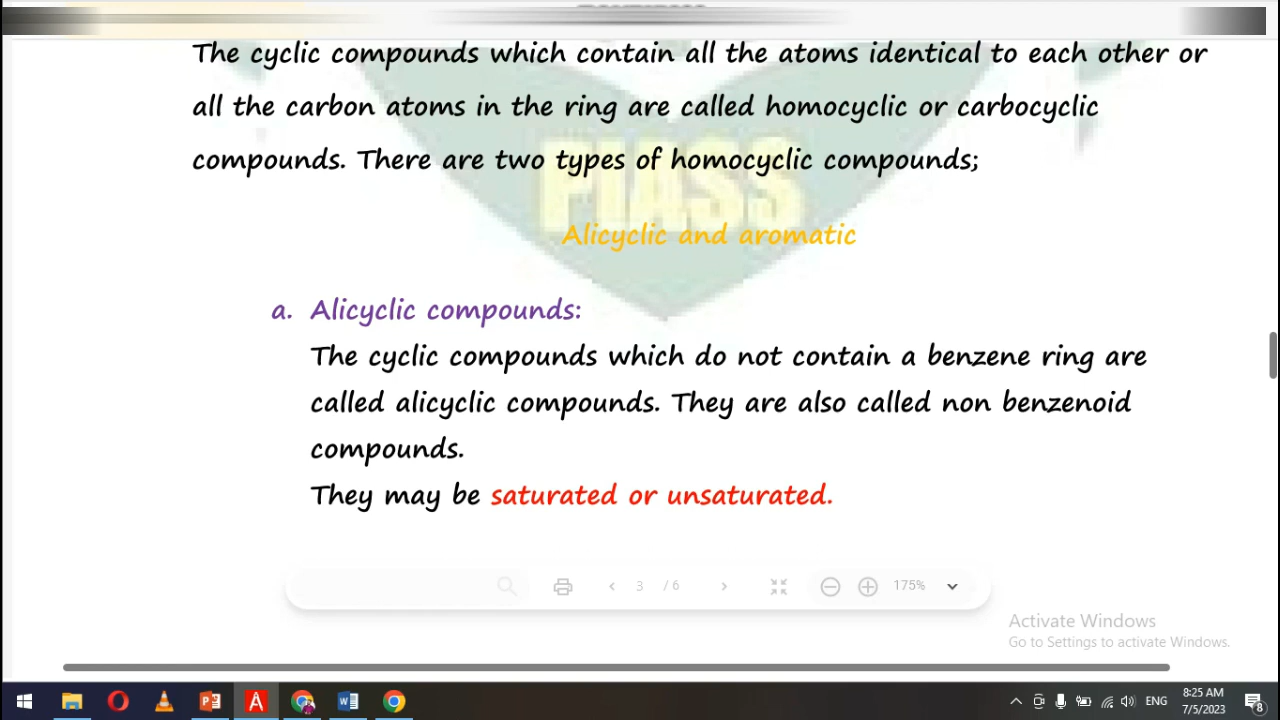 The cyclic compounds which contain all the atoms identical to each other or
all the carbon atoms in the ring are called homocyclic or carbocyclic
compounds. There are two types of homocyclic compounds;
PIASS
Alicyclic and aromatic
a. Alicyclic compounds:
The cyclic compounds which do not contain a benzene ring are
called alicyclic compounds. They are also called non benzenoid
compounds.
They may be saturated or unsaturated.
3 / 6 175%
Activate Windows
Go to Settings to activate Windows.
ENG
8:25 AM
7/5/2023
8